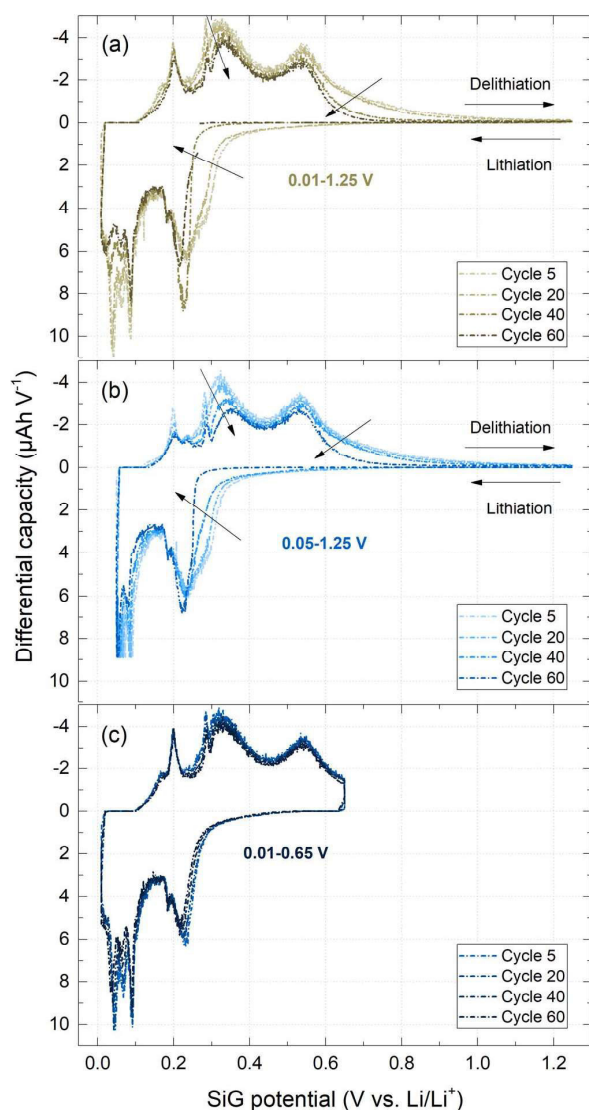 Differential capacity (µAh V⁻¹)
(a)
-4
-2
0
2
4
6
8
10
Delithiation
Lithiation
0.01-1.25 V
Cycle 5
Cycle 20
Cycle 40
Cycle 60
(b)
-4
-2
0
2
4
6
8
10
Delithiation
Lithiation
0.05-1.25 V
Cycle 5
Cycle 20
Cycle 40
Cycle 60
(c)
-4
-2
0
2
4
6
8
10
0.01-0.65 V
Cycle 5
Cycle 20
Cycle 40
Cycle 60
0.0 0.2 0.4 0.6 0.8 1.0 1.2
SiG potential (V vs. Li/Li⁺)